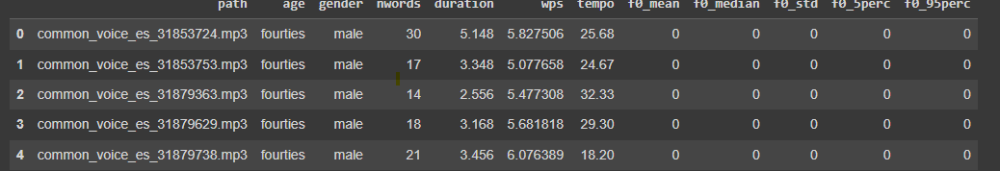 path age gender nwords duration wps tempo f0_mean f0_median f0_std f0_5perc f0_95perc
0 common_voice_es_31853724.mp3 fourties male 30 5.148 5.827506 25.68 0 0 0 0 0
1 common_voice_es_31853753.mp3 fourties male 17 3.348 5.077658 24.67 0 0 0 0 0
2 common_voice_es_31879363.mp3 fourties male 14 2.556 5.477308 32.33 0 0 0 0 0
3 common_voice_es_31879629.mp3 fourties male 18 3.168 5.681818 29.30 0 0 0 0 0
4 common_voice_es_31879738.mp3 fourties male 21 3.456 6.076389 18.20 0 0 0 0 0